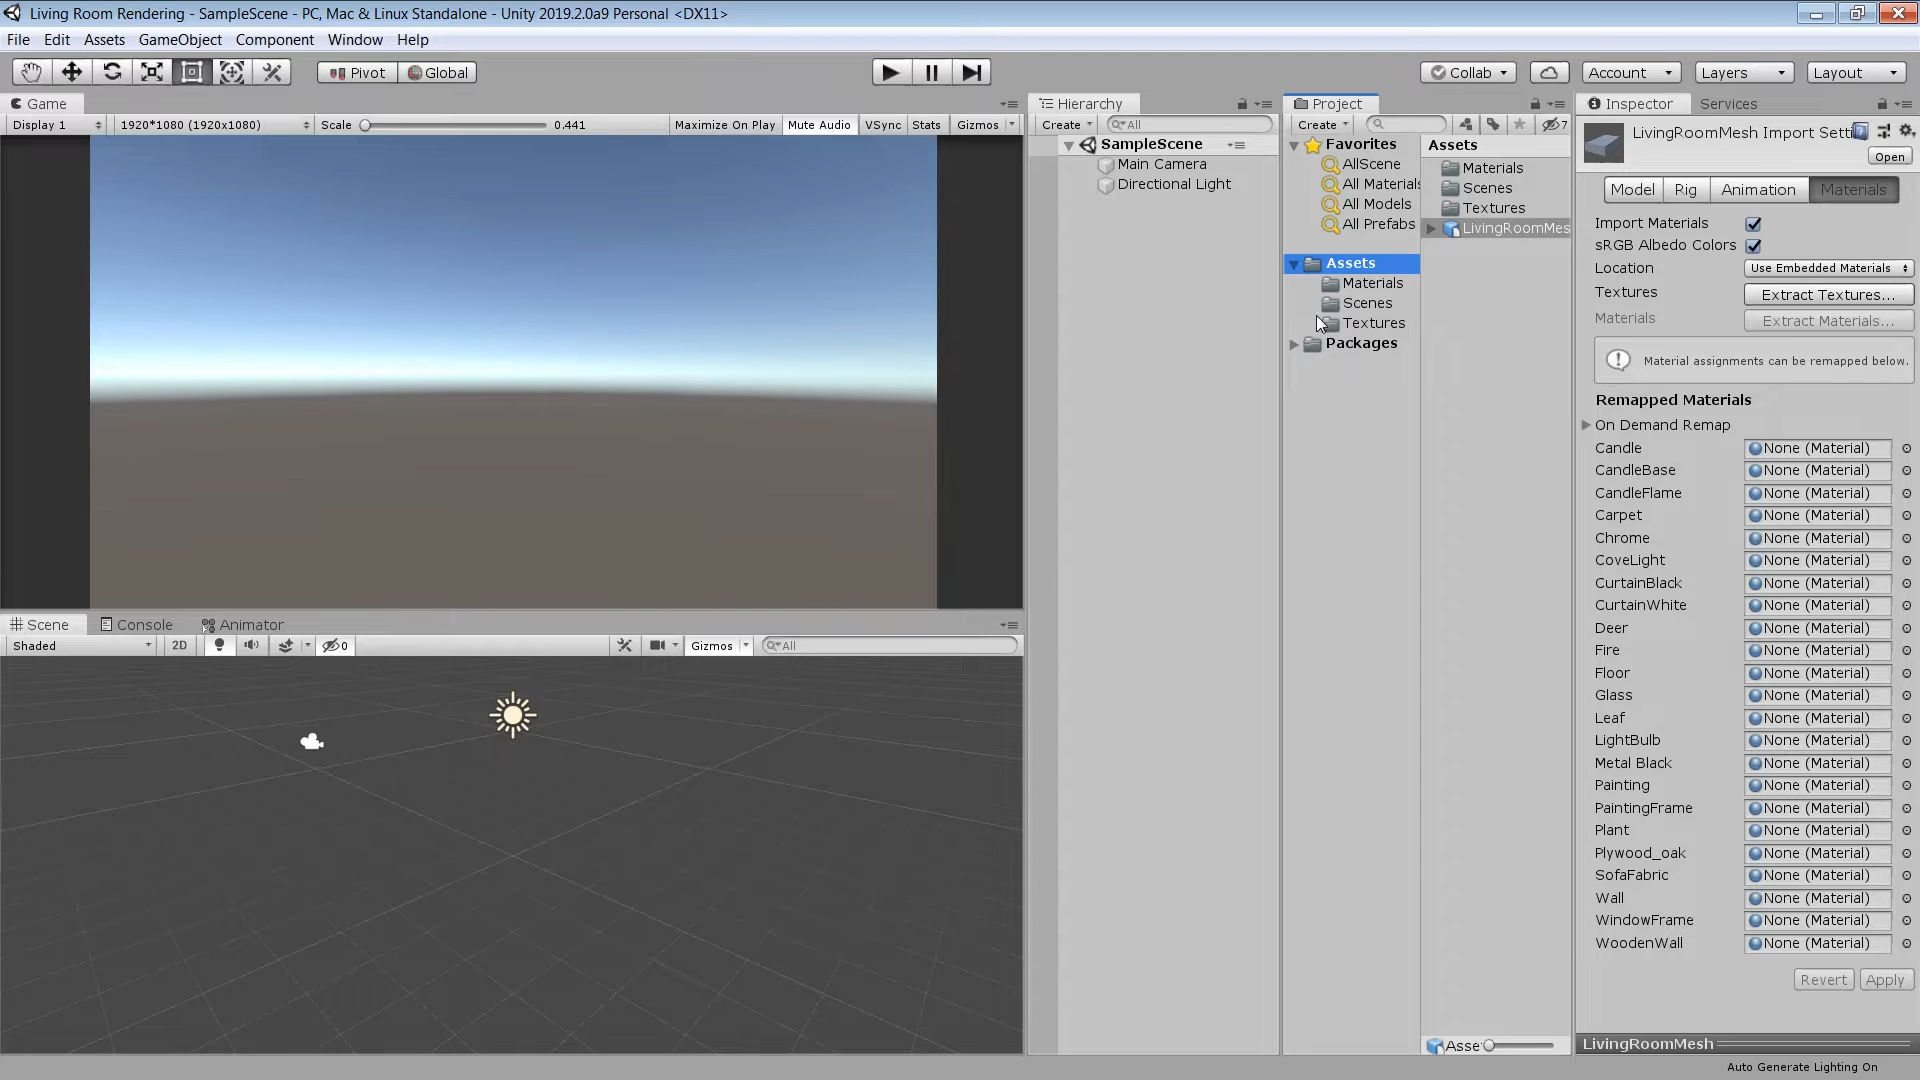 Living Room Rendering - SampleScene - PC, Mac & Linux Standalone - Unity 2019.2.0a9 Personal <DX11>
File Edit Assets GameObject Component Window Help
Pivot Global Collab Account Layers Layout
Game
Display 1 1920*1080 (1920x1080) Scale 0.441 Maximize On Play Mute Audio VSync Stats Gizmos
Scene Console Animator
Shaded 2D 0 Gizmos All
Hierarchy
Create All
SampleScene
Main Camera
Directional Light
Project
Create 7
Favorites
AllScene
All Materials
All Models
All Prefabs
Assets
Materials
Scenes
Textures
Packages
Assets
Materials
Scenes
Textures
LivingRoomMes
Asse
Inspector Services
LivingRoomMesh Import Setti
Open
Model Rig Animation Materials
Import Materials
sRGB Albedo Colors
Location Use Embedded Materials
Textures Extract Textures...
Materials Extract Materials...
Material assignments can be remapped below.
Remapped Materials
On Demand Remap
Candle None (Material)
CandleBase None (Material)
CandleFlame None (Material)
Carpet None (Material)
Chrome None (Material)
CoveLight None (Material)
CurtainBlack None (Material)
CurtainWhite None (Material)
Deer None (Material)
Fire None (Material)
Floor None (Material)
Glass None (Material)
Leaf None (Material)
LightBulb None (Material)
Metal Black None (Material)
Painting None (Material)
PaintingFrame None (Material)
Plant None (Material)
Plywood_oak None (Material)
SofaFabric None (Material)
Wall None (Material)
WindowFrame None (Material)
WoodenWall None (Material)
Revert Apply
LivingRoomMesh
Auto Generate Lighting On